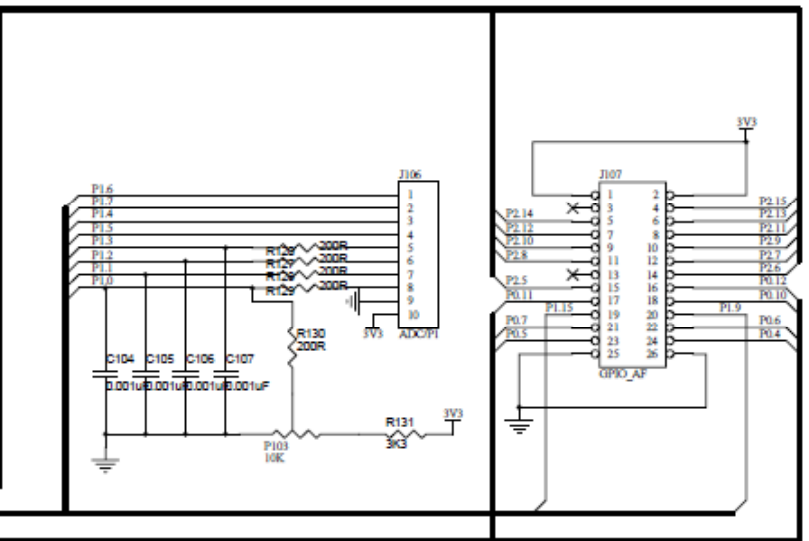 3V3
J106
J107
P1.6
P1.7
P1.4
P1.5
P1.3
P1.2
P1.1
P1.0
1
2
3
4
5
6
7
8
9
10
R127
R129
200R
200R
200R
200R
3V3
ADC/P1
R130
200R
C104
C105
C106
C107
0.001uF
0.001uF
0.001uF
0.001uF
P103
10K
R131
3K3
3V3
P2.14
P2.12
P2.10
P2.8
P2.5
P0.11
P1.15
P0.7
P0.5
1 2
3 4
5 6
7 8
9 10
11 12
13 14
15 16
17 18
19 20
21 22
23 24
25 26
GPIO_AF
P2.15
P2.13
P2.11
P2.9
P2.7
P2.6
P0.12
P0.10
P1.9
P0.6
P0.4